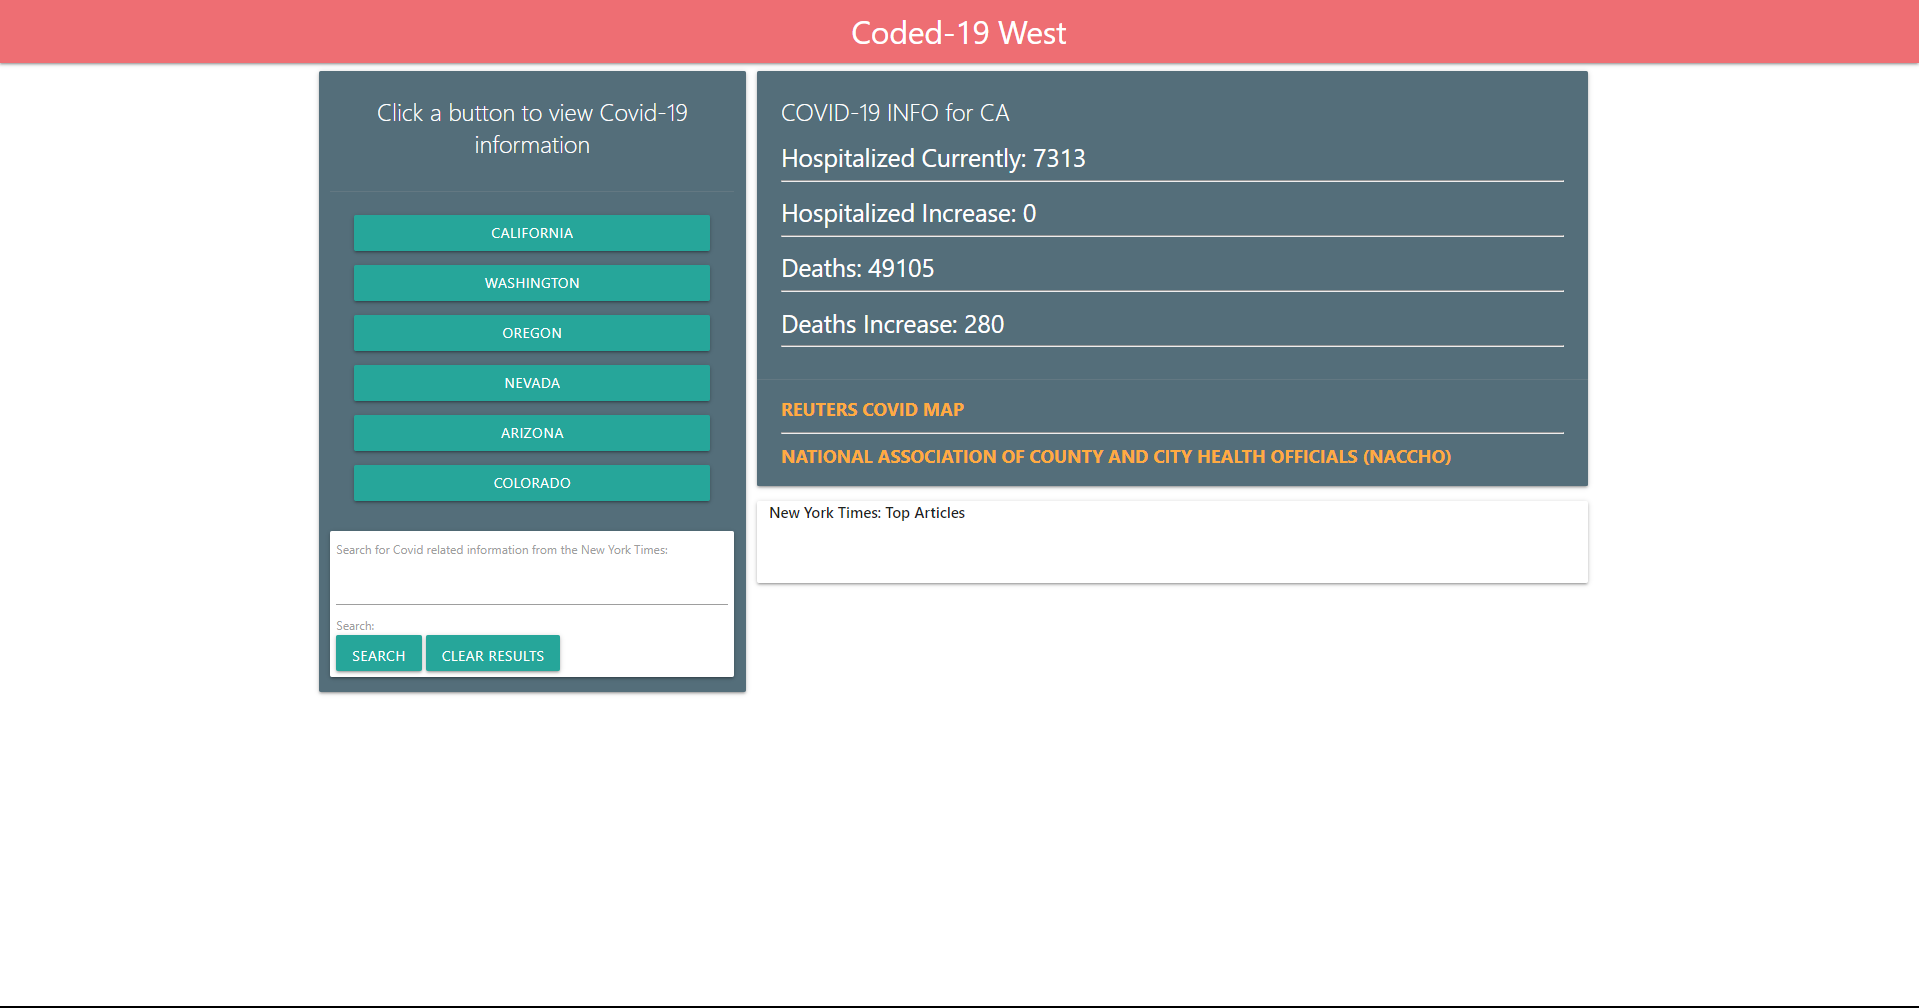 Coded-19 West
Click a button to view Covid-19
information
CALIFORNIA
WASHINGTON
OREGON
NEVADA
ARIZONA
COLORADO
Search for Covid related information from the New York Times:
Search:
SEARCH CLEAR RESULTS
COVID-19 INFO for CA
Hospitalized Currently: 7313
Hospitalized Increase: 0
Deaths: 49105
Deaths Increase: 280
REUTERS COVID MAP
NATIONAL ASSOCIATION OF COUNTY AND CITY HEALTH OFFICIALS (NACCHO)
New York Times: Top Articles